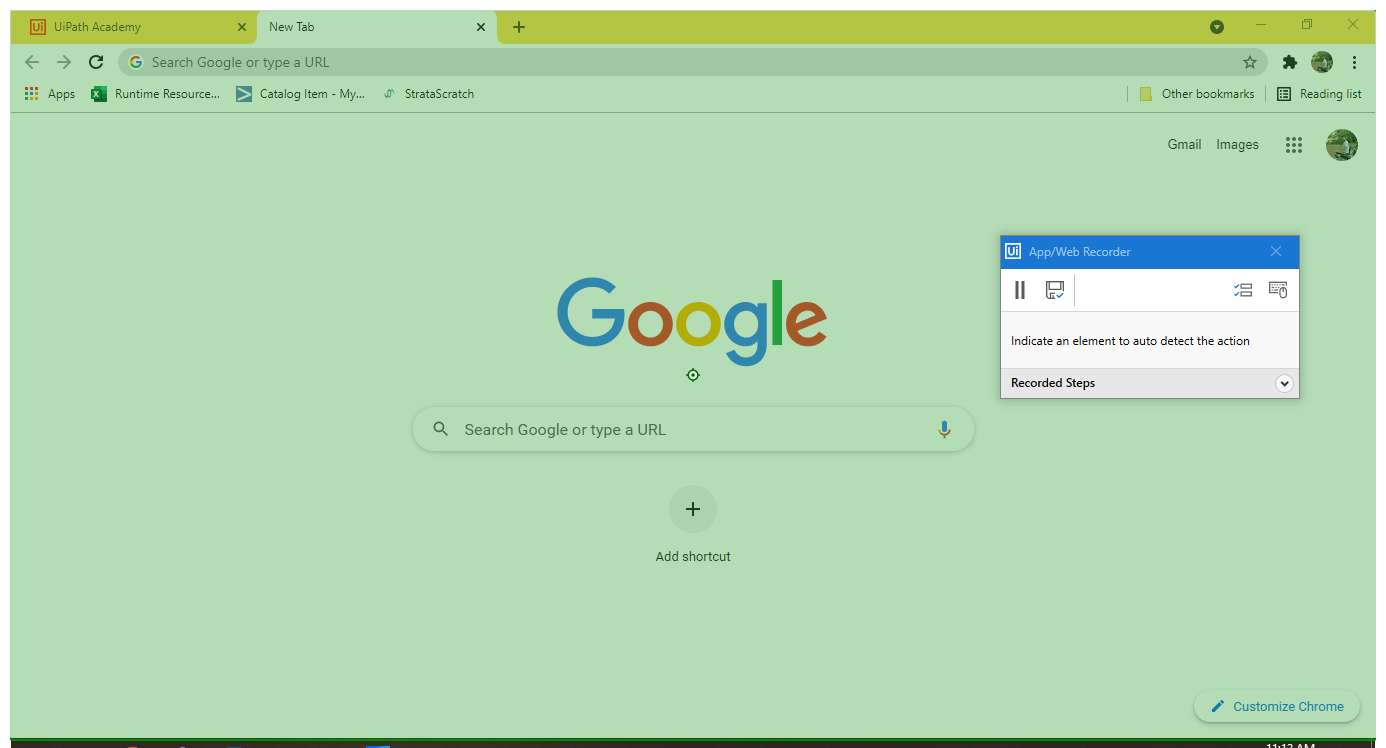 Ui UiPath Academy New Tab
Search Google or type a URL
Apps Runtime Resource... Catalog Item - My... StrataScratch Other bookmarks Reading list
Gmail Images
Ui App/Web Recorder
Google
Indicate an element to auto detect the action
Recorded Steps
Search Google or type a URL
Add shortcut
Customize Chrome
11:12 AM